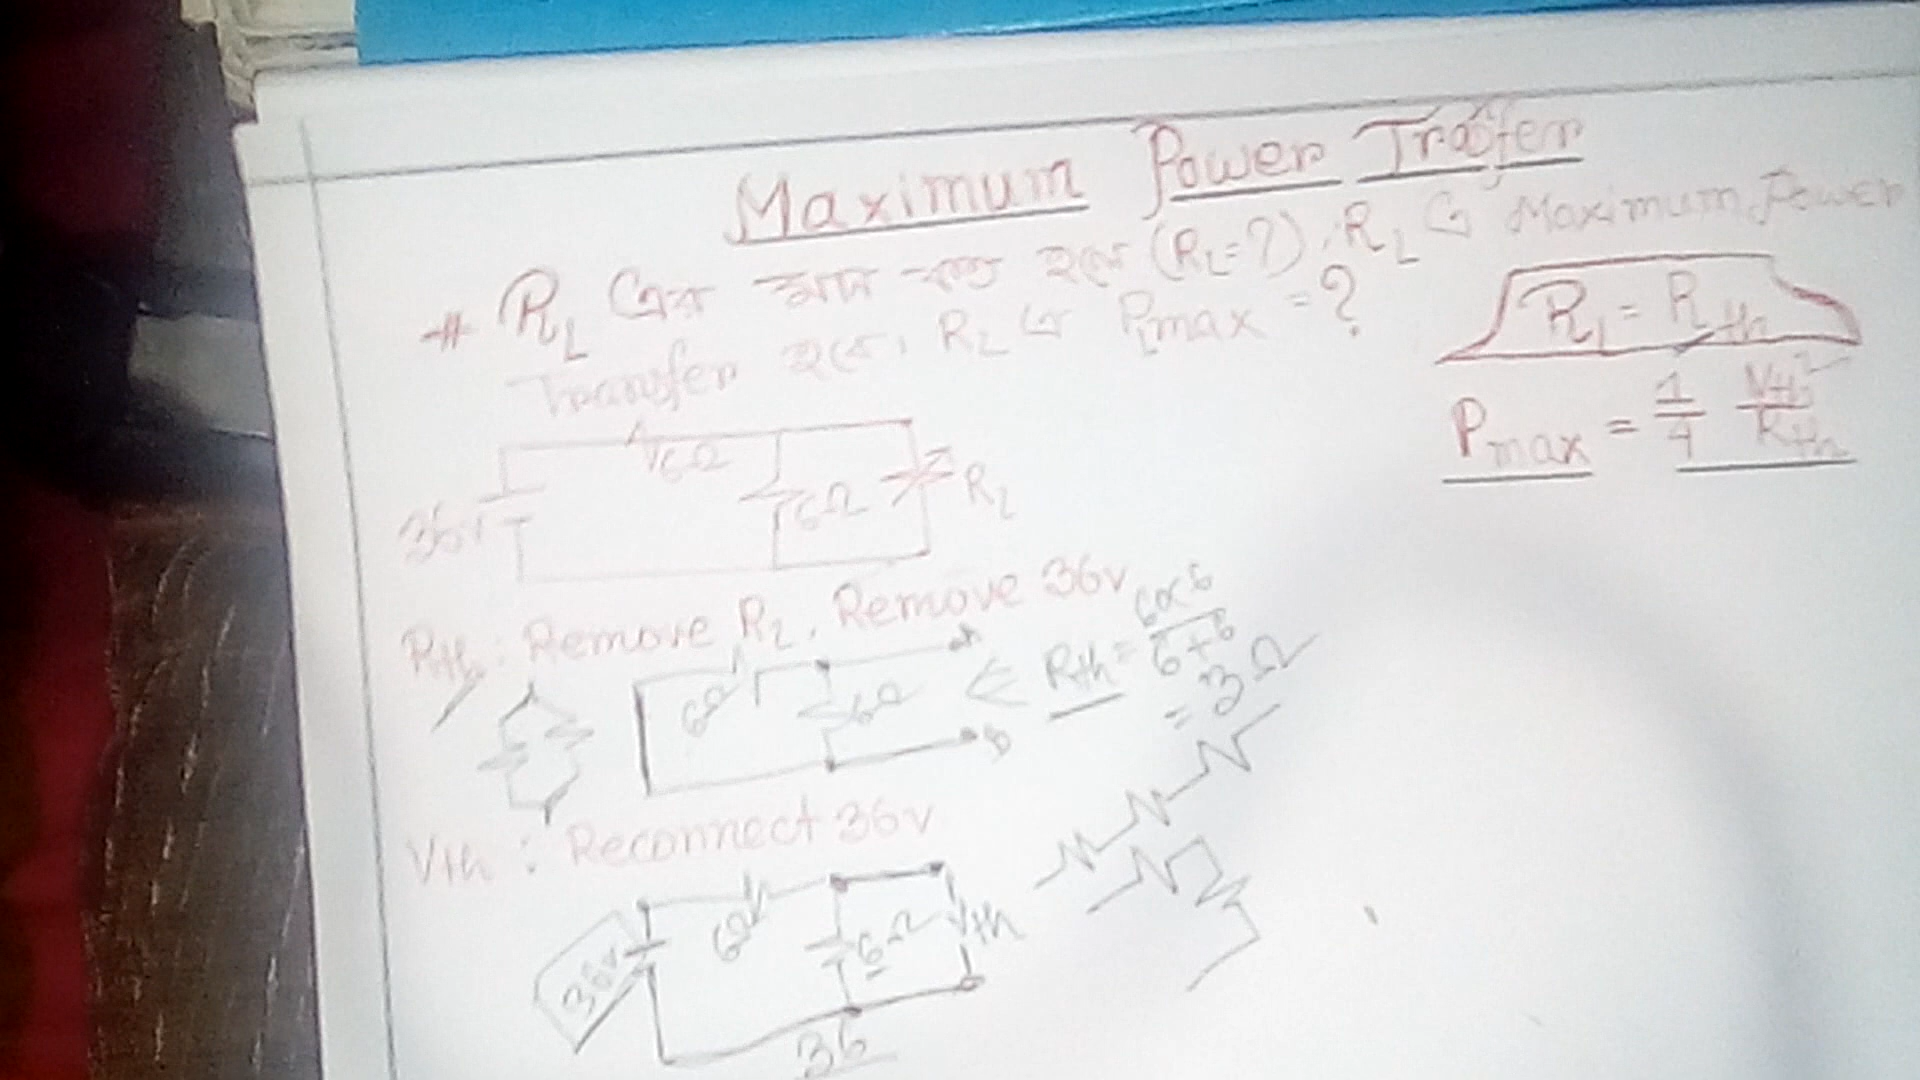 Maximum Power Trasfer
# RL এর মান কত হলে (RL=?), RL এ Maximum Power
Transfer হবে। RL এ Pmax = ?
RL = Rth
Pmax = 1/4 Vth²/Rth
36v
6Ω
6Ω
RL
Rth : Remove RL, Remove 36v
6Ω
6Ω
a
b
Rth = 6×6/6+6
= 3Ω
Vth : Reconnect 36v
36v
6Ω
6Ω
Vth
36